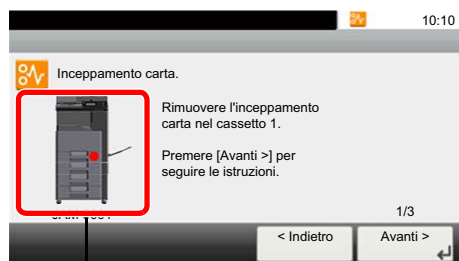 10:10
Inceppamento carta.
Rimuovere l'inceppamento
carta nel cassetto 1.
Premere [Avanti >] per
seguire le istruzioni.
1/3
< Indietro
Avanti >